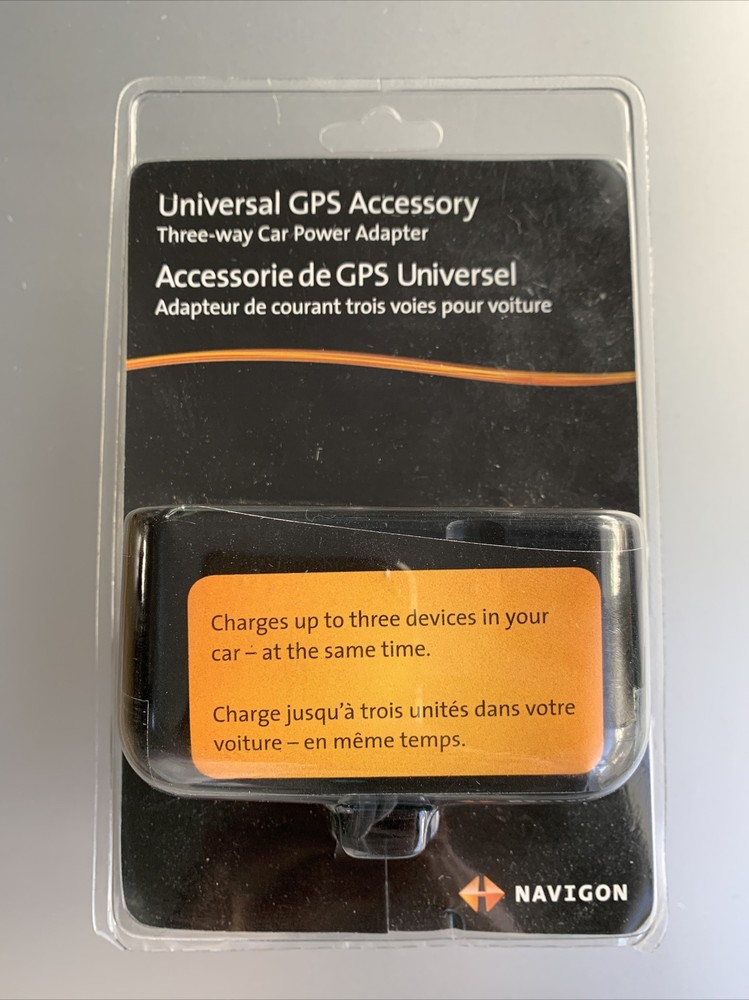 Universal GPS Accessory
Three-way Car Power Adapter
Accessorie de GPS Universel
Adapteur de courant trois voies pour voiture
Charges up to three devices in your
car – at the same time.
Charge jusqu'à trois unités dans votre
voiture – en même temps.
NAVIGON